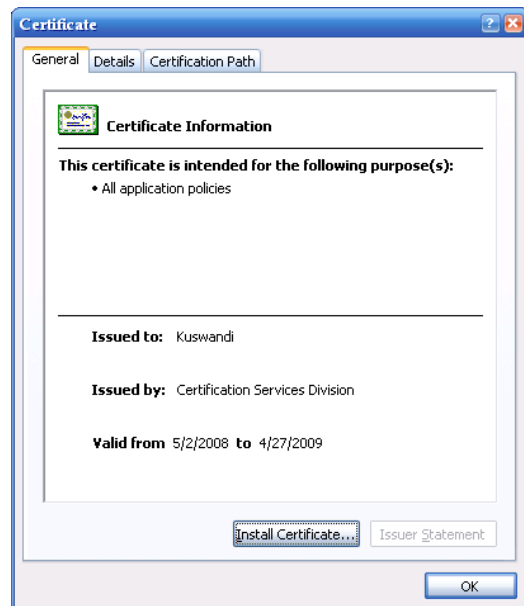 Certificate
General Details Certification Path
Certificate Information
This certificate is intended for the following purpose(s):
• All application policies
Issued to: Kuswandi
Issued by: Certification Services Division
Valid from 5/2/2008 to 4/27/2009
Install Certificate... Issuer Statement
OK